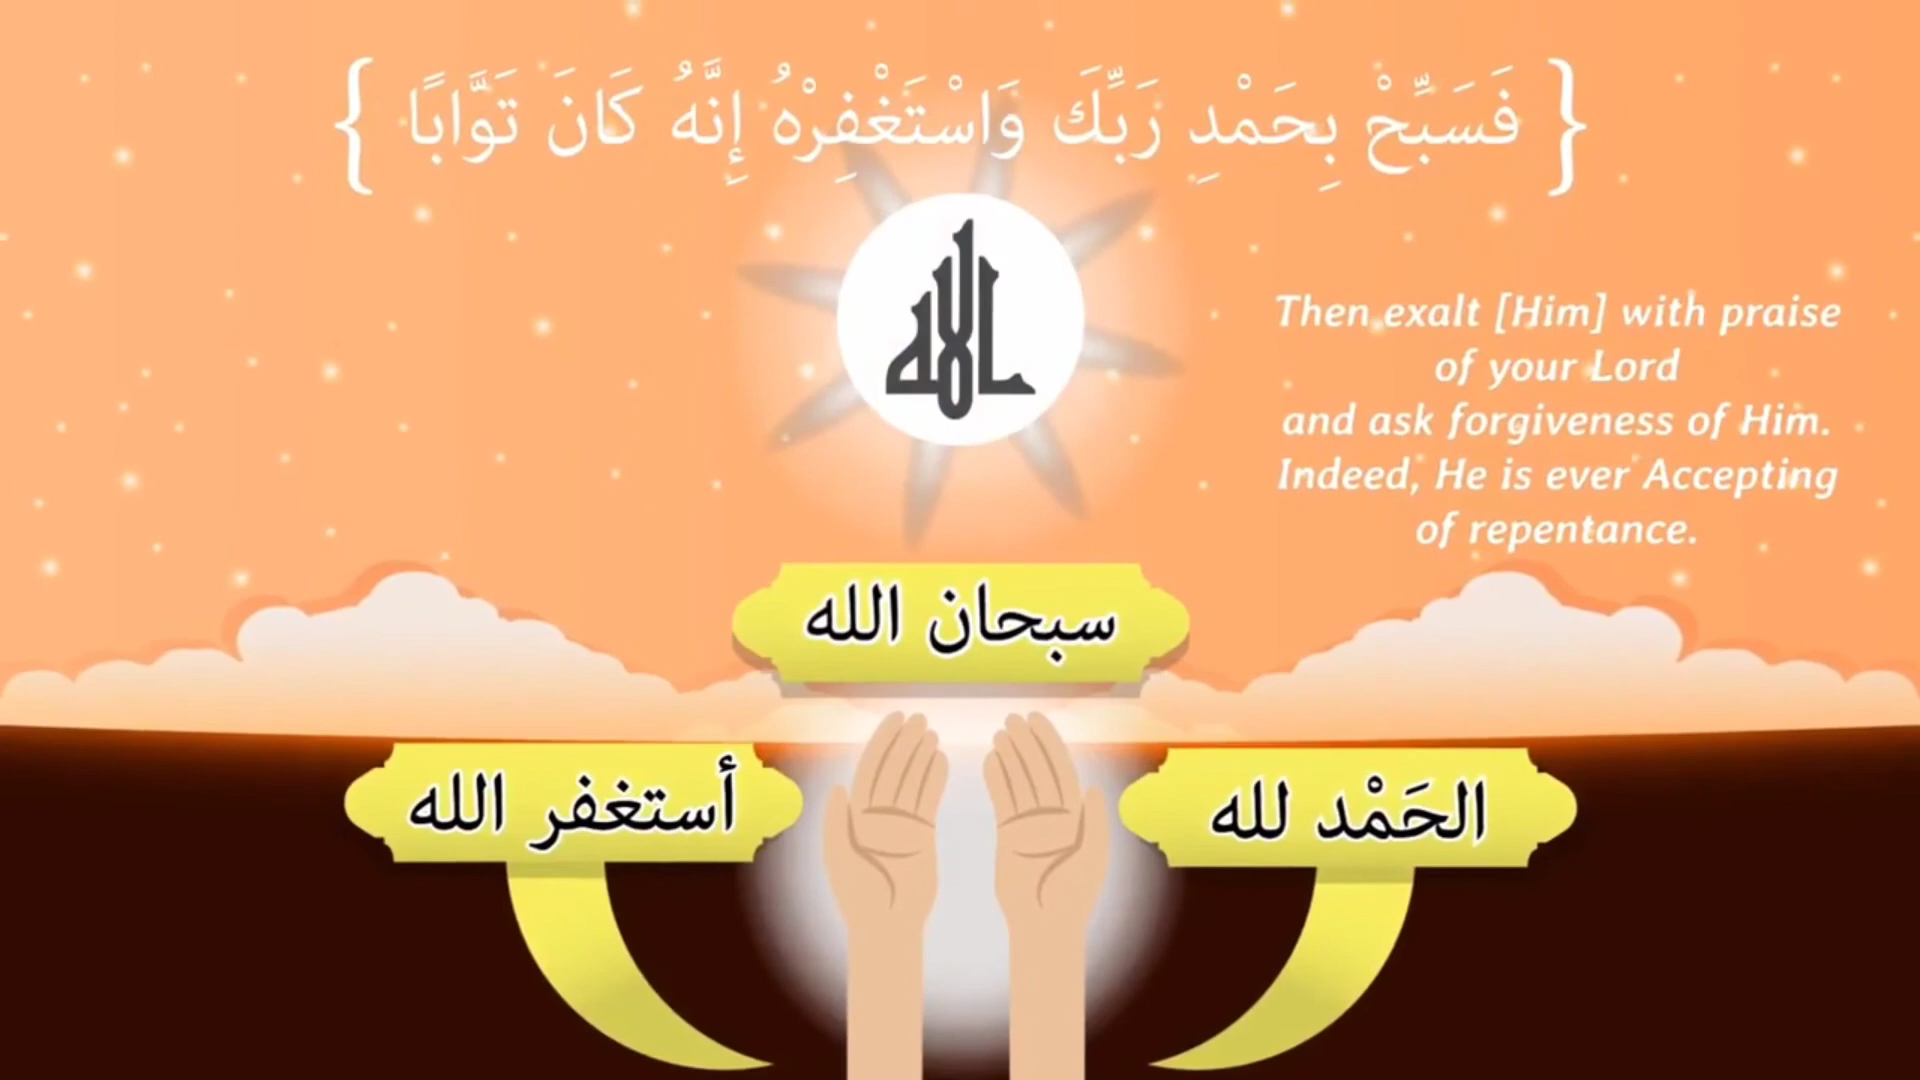 { فَسَبِّحْ بِحَمْدِ رَبِّكَ وَاسْتَغْفِرْهُ إِنَّهُ كَانَ تَوَّابًا }
الله
Then exalt [Him] with praise
of your Lord
and ask forgiveness of Him.
Indeed, He is ever Accepting
of repentance.
سبحان الله
الحَمْد لله
أستغفر الله